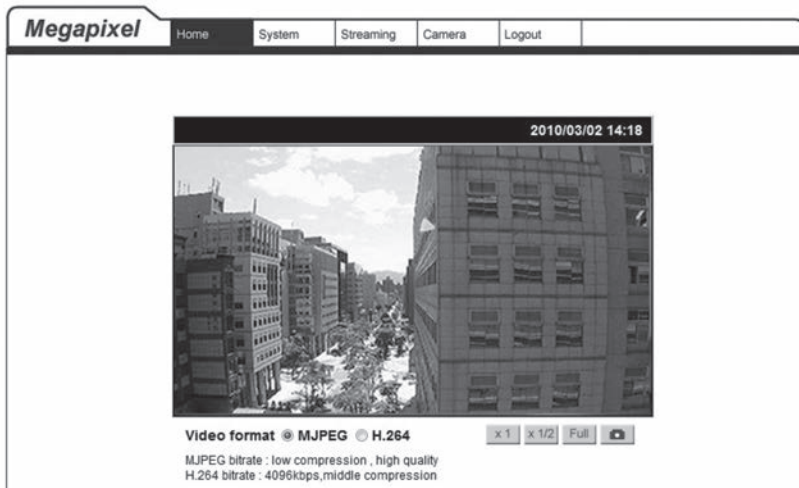 Megapixel
Home System Streaming Camera Logout
2010/03/02 14:18
Video format MJPEG H.264
x 1 x 1/2 Full
MJPEG bitrate : low compression , high quality
H.264 bitrate : 4096kbps,middle compression